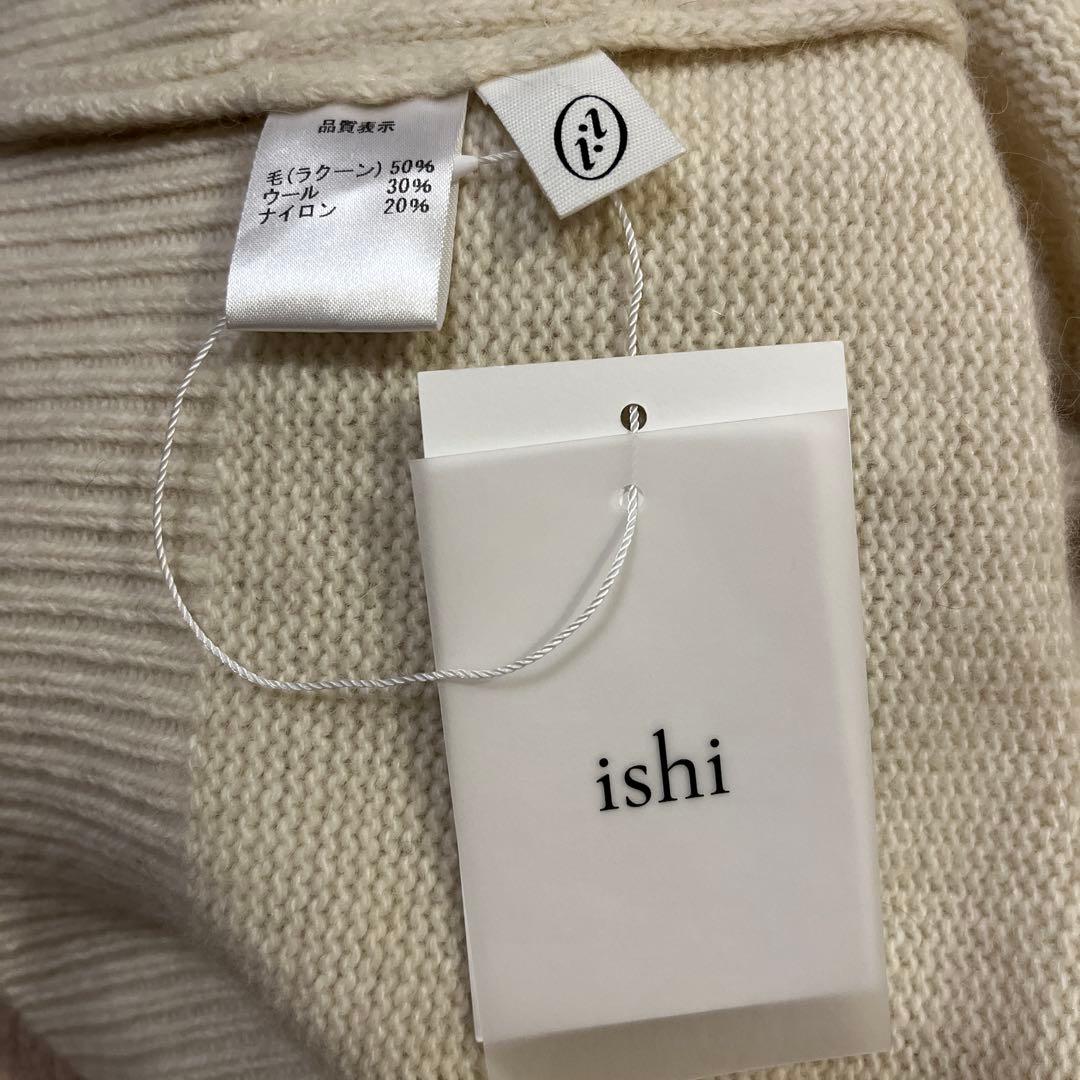 品質表示
毛(ラクーン) 50%
ウール 30%
ナイロン 20%
i.i
ishi